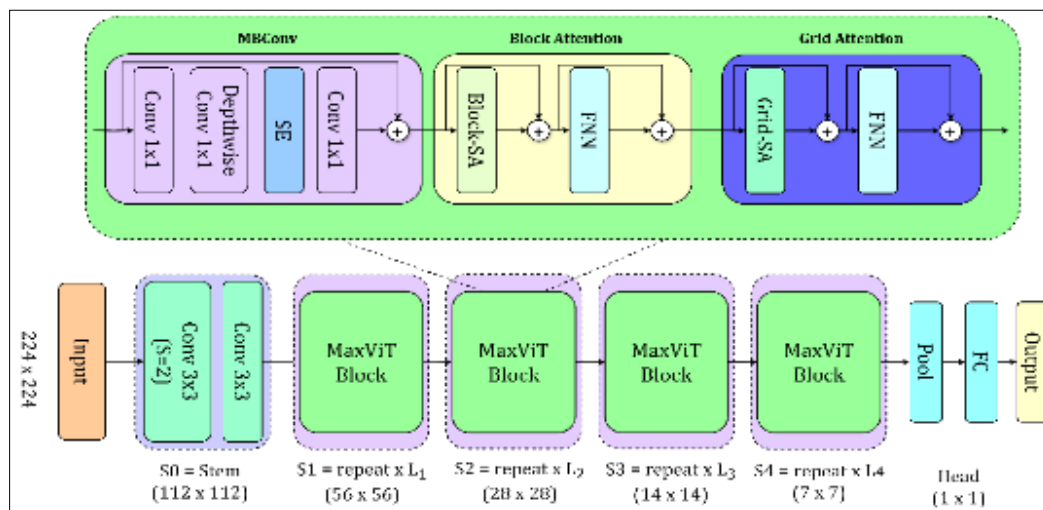 MBConv
Block Attention
Grid Attention
Conv 1x1
Depthwise
Conv 1x1
SE
Conv 1x1
+
Block-SA
+
FNN
+
Grid-SA
+
FNN
+
224 x 224
Input
Conv 3x3
(S=2)
Conv 3x3
MaxViT
Block
MaxViT
Block
MaxViT
Block
MaxViT
Block
Pool
FC
Output
S0 = Stem
(112 x 112)
S1 = repeat x L1
(56 x 56)
S2 = repeat x L2
(28 x 28)
S3 = repeat x L3
(14 x 14)
S4 = repeat x L4
(7 x 7)
Head
(1 x 1)